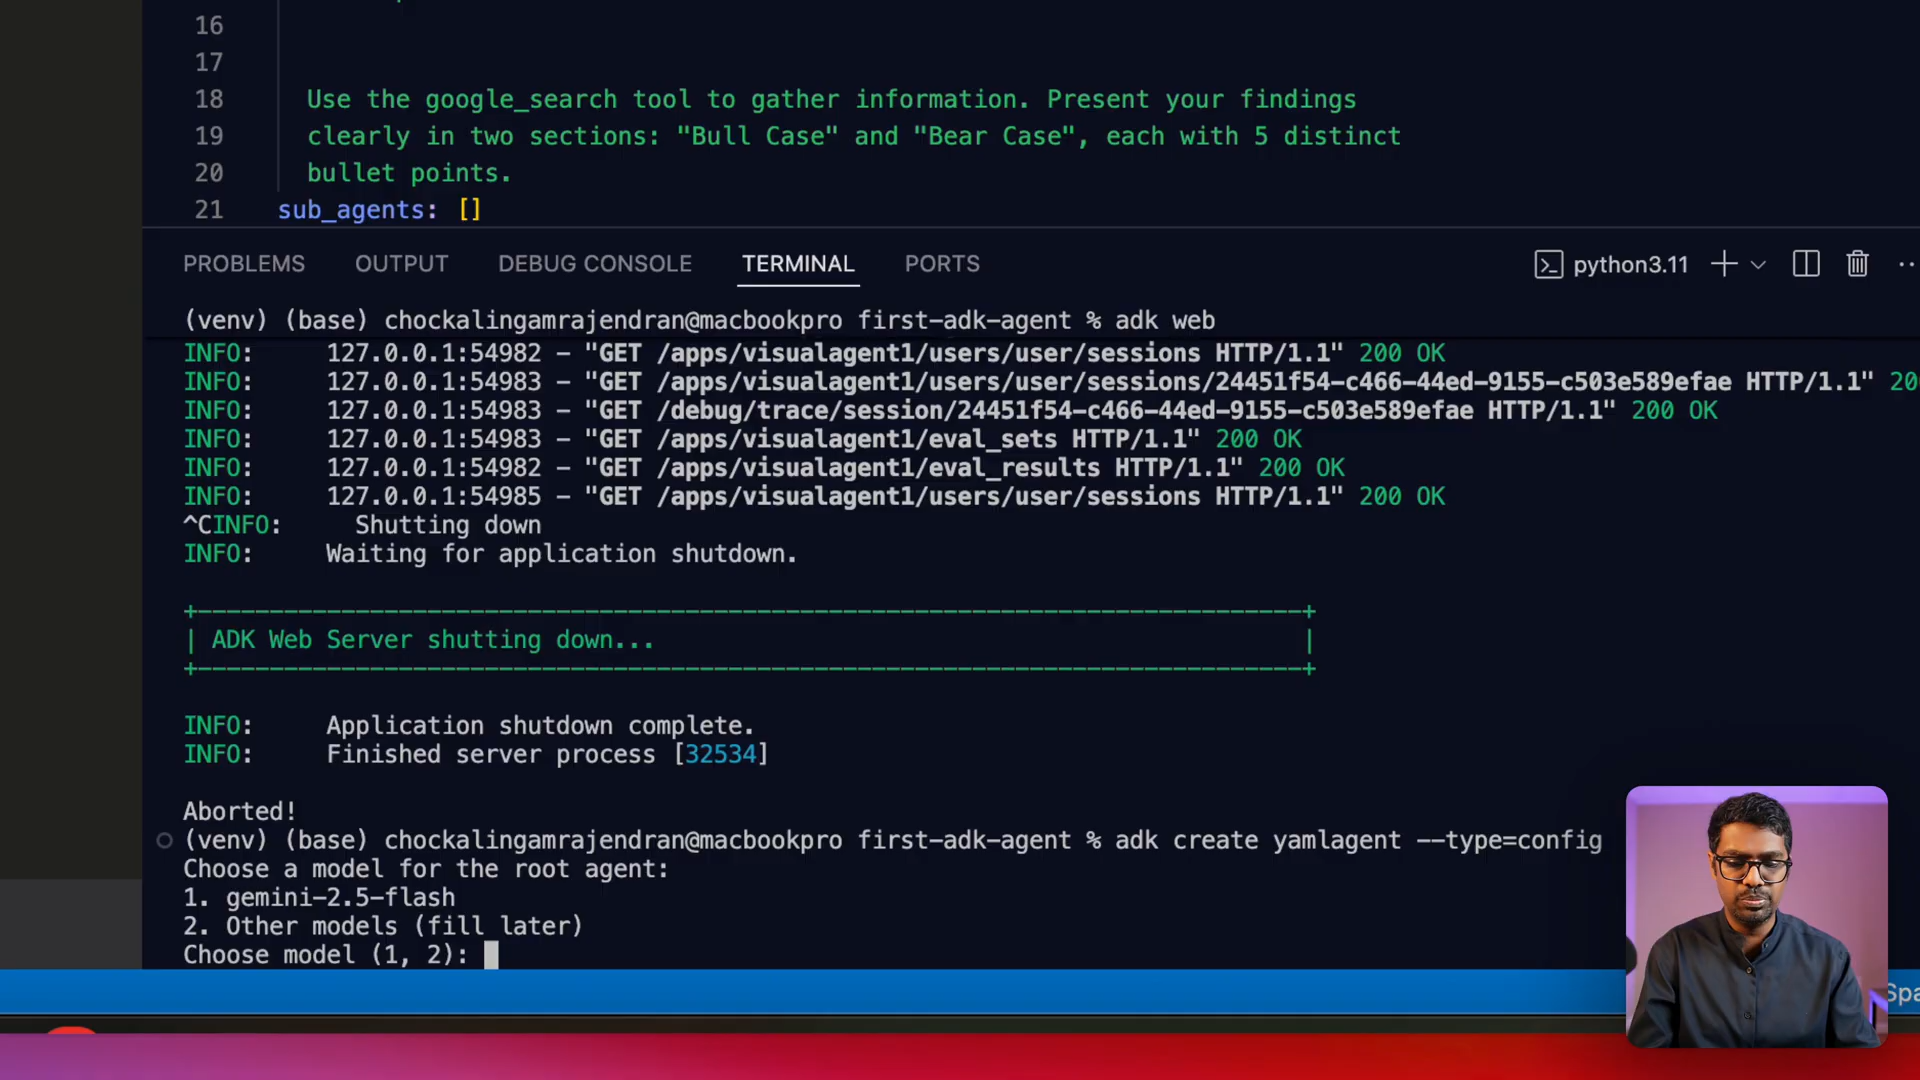 16
17
18 Use the google_search tool to gather information. Present your findings
19 clearly in two sections: "Bull Case" and "Bear Case", each with 5 distinct
20 bullet points.
21 sub_agents: []
PROBLEMS OUTPUT DEBUG CONSOLE TERMINAL PORTS python3.11
(venv) (base) chockalingamrajendran@macbookpro first-adk-agent % adk web
INFO: 127.0.0.1:54982 - "GET /apps/visualagent1/users/user/sessions HTTP/1.1" 200 OK
INFO: 127.0.0.1:54983 - "GET /apps/visualagent1/users/user/sessions/24451f54-c466-44ed-9155-c503e589efae HTTP/1.1" 20
INFO: 127.0.0.1:54983 - "GET /debug/trace/session/24451f54-c466-44ed-9155-c503e589efae HTTP/1.1" 200 OK
INFO: 127.0.0.1:54983 - "GET /apps/visualagent1/eval_sets HTTP/1.1" 200 OK
INFO: 127.0.0.1:54982 - "GET /apps/visualagent1/eval_results HTTP/1.1" 200 OK
INFO: 127.0.0.1:54985 - "GET /apps/visualagent1/users/user/sessions HTTP/1.1" 200 OK
^CINFO: Shutting down
INFO: Waiting for application shutdown.
+-----------------------------------------------------------------------------+
| ADK Web Server shutting down... |
+-----------------------------------------------------------------------------+
INFO: Application shutdown complete.
INFO: Finished server process [32534]
Aborted!
(venv) (base) chockalingamrajendran@macbookpro first-adk-agent % adk create yamlagent --type=config
Choose a model for the root agent:
1. gemini-2.5-flash
2. Other models (fill later)
Choose model (1, 2):
Spa